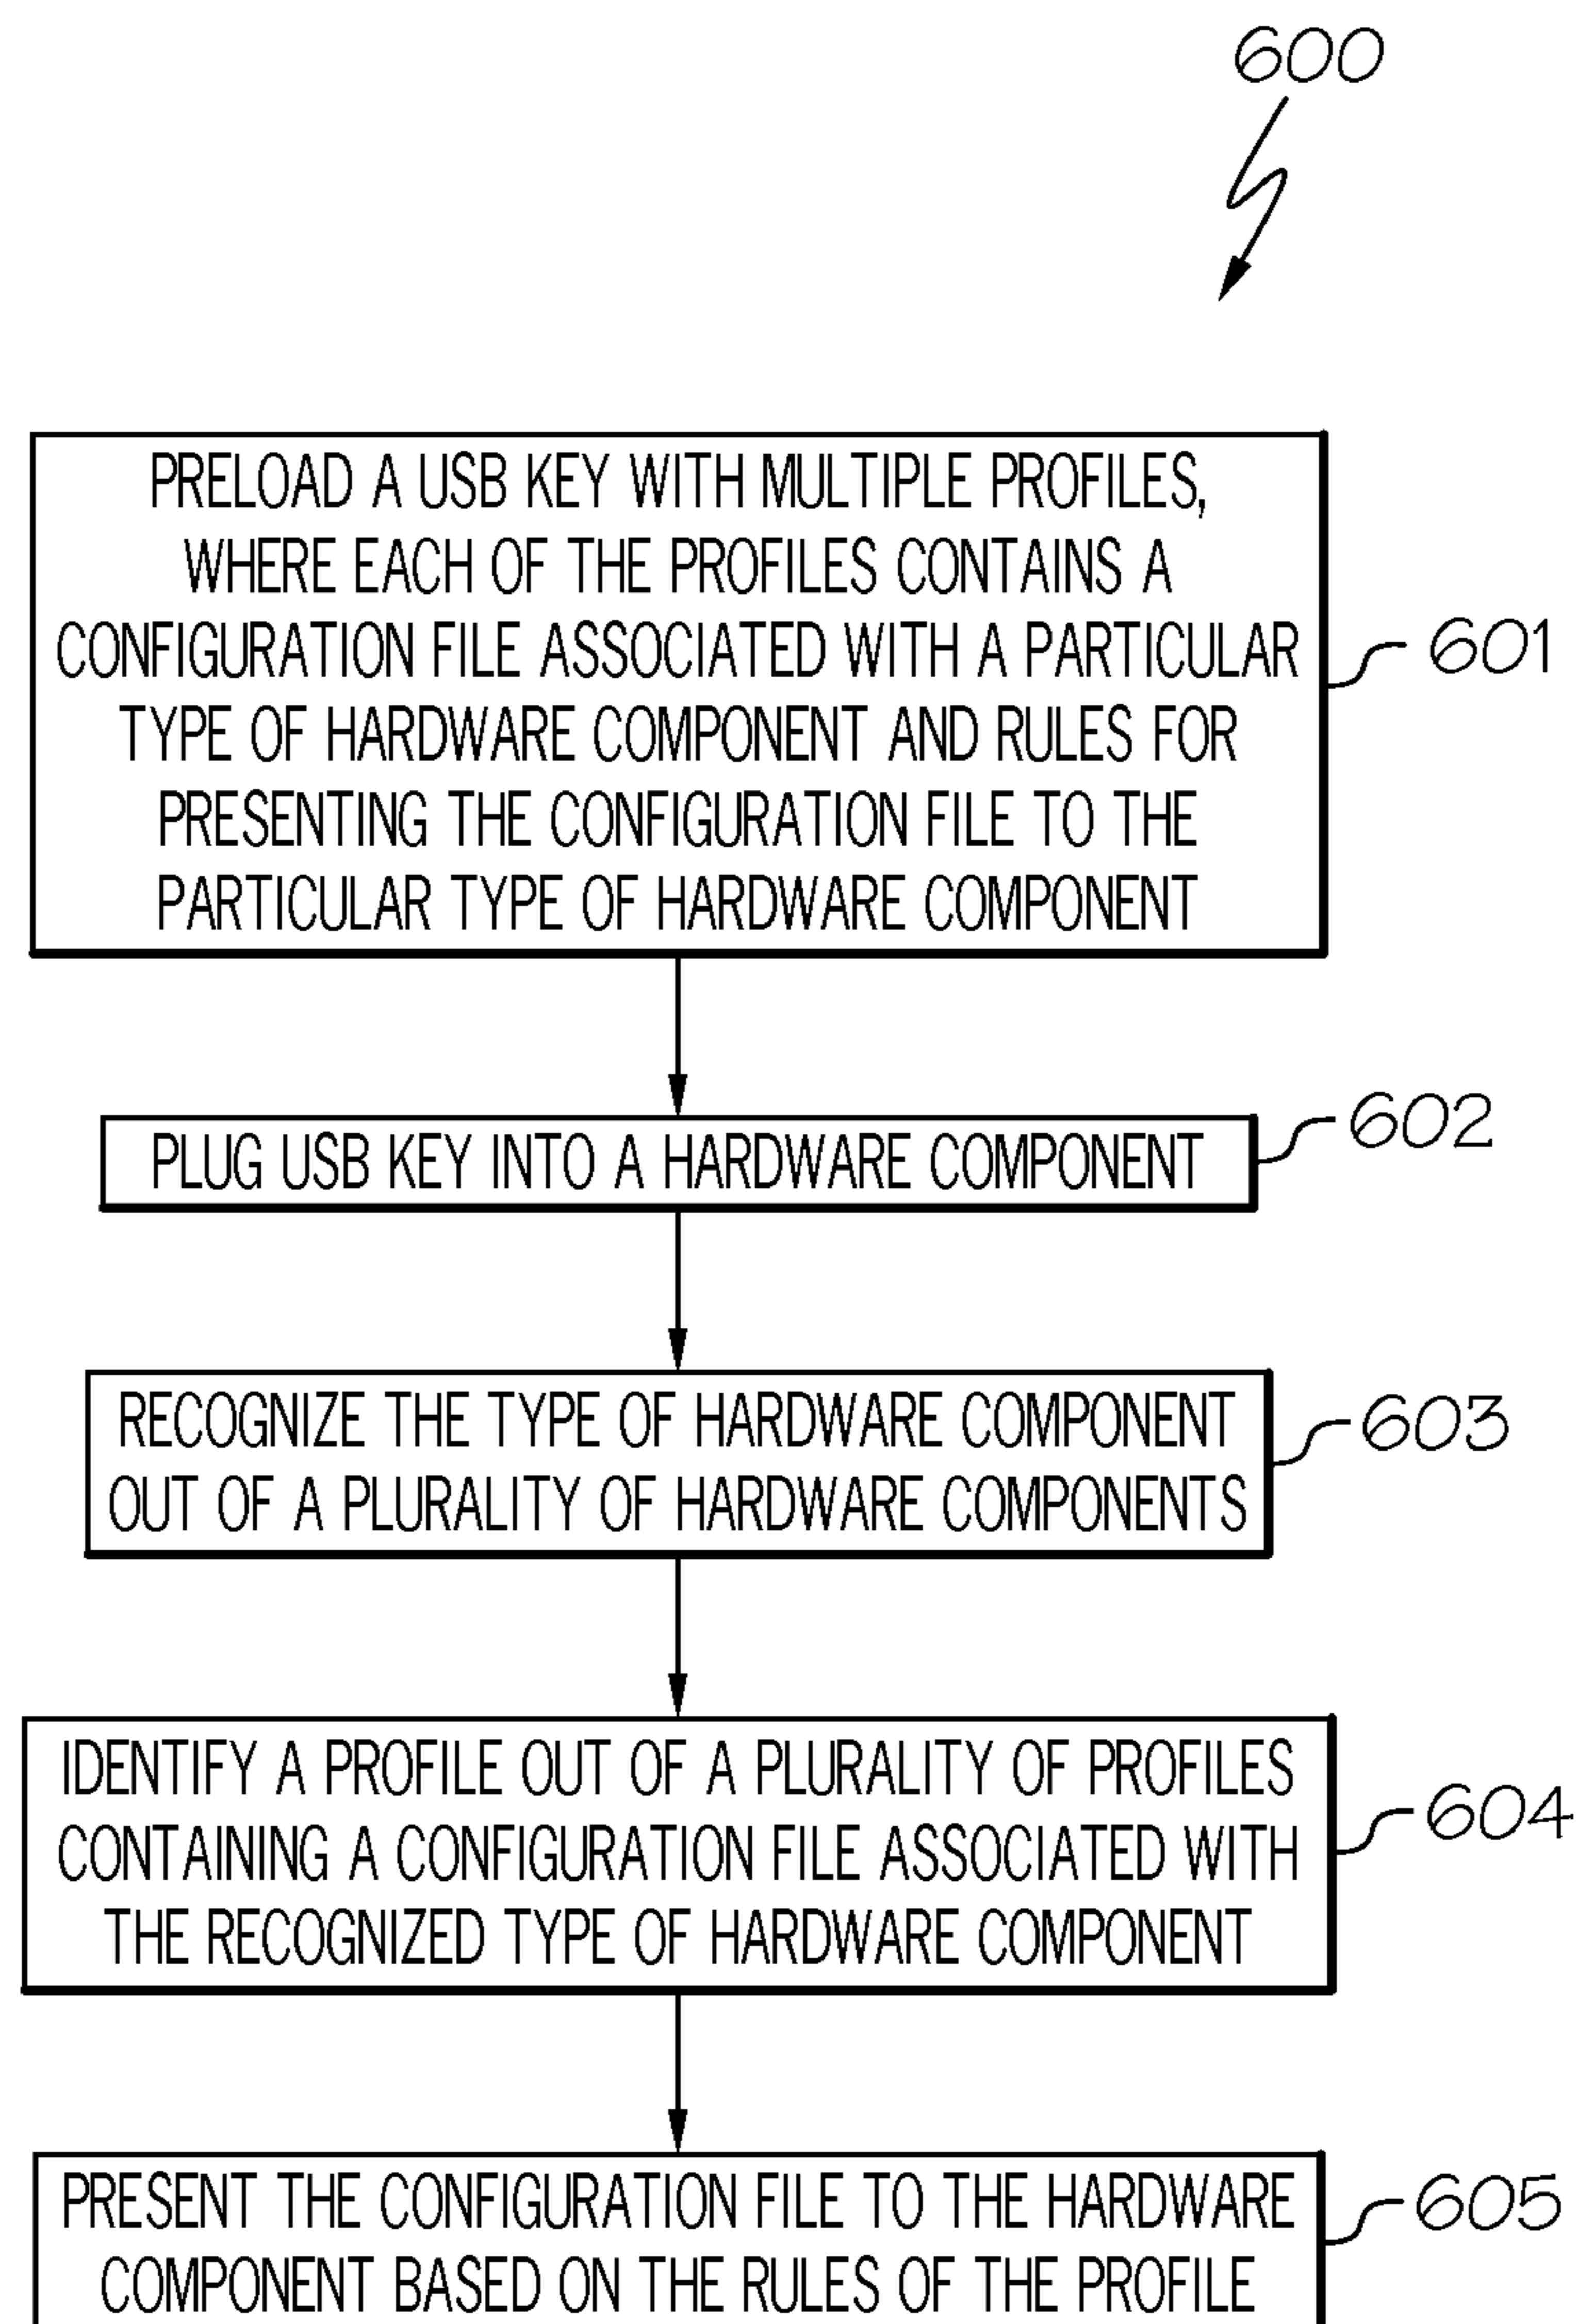 600
PRELOAD A USB KEY WITH MULTIPLE PROFILES,
WHERE EACH OF THE PROFILES CONTAINS A
CONFIGURATION FILE ASSOCIATED WITH A PARTICULAR
TYPE OF HARDWARE COMPONENT AND RULES FOR
PRESENTING THE CONFIGURATION FILE TO THE
PARTICULAR TYPE OF HARDWARE COMPONENT
601
PLUG USB KEY INTO A HARDWARE COMPONENT
602
RECOGNIZE THE TYPE OF HARDWARE COMPONENT
OUT OF A PLURALITY OF HARDWARE COMPONENTS
603
IDENTIFY A PROFILE OUT OF A PLURALITY OF PROFILES
CONTAINING A CONFIGURATION FILE ASSOCIATED WITH
THE RECOGNIZED TYPE OF HARDWARE COMPONENT
604
PRESENT THE CONFIGURATION FILE TO THE HARDWARE
COMPONENT BASED ON THE RULES OF THE PROFILE
605